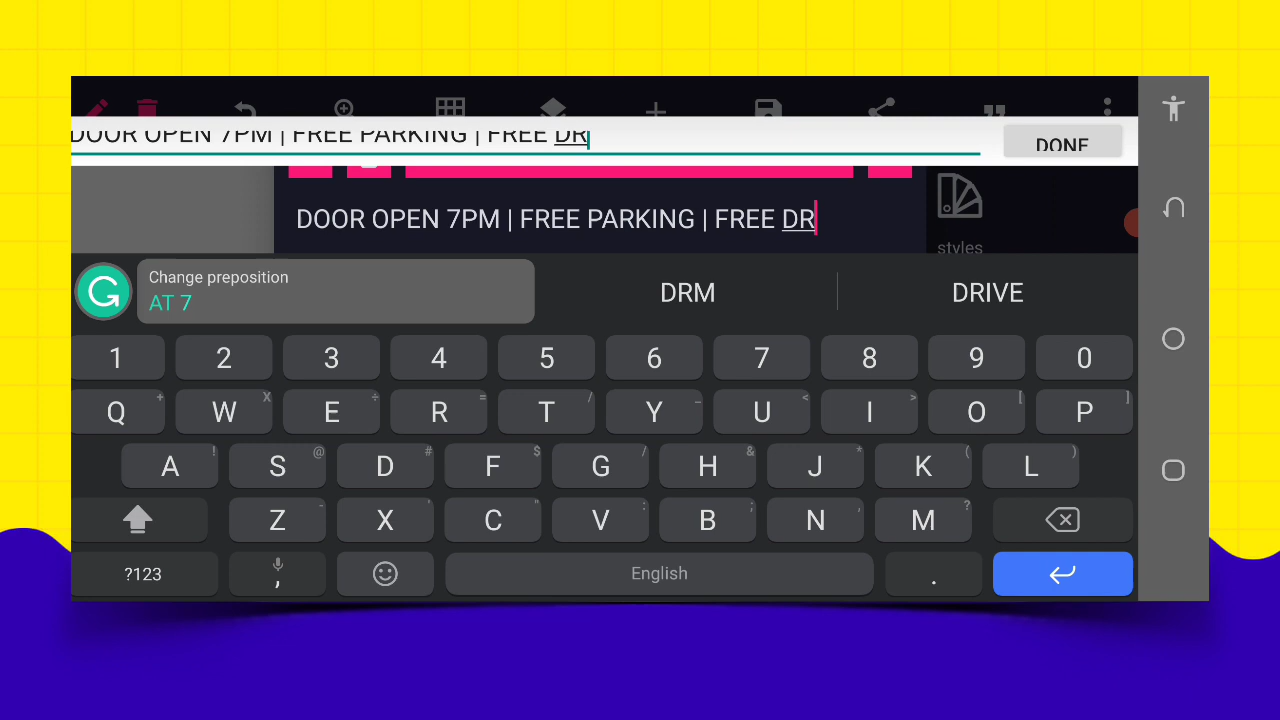 DOOR OPEN 7PM | FREE PARKING | FREE DR
DONE
DOOR OPEN 7PM | FREE PARKING | FREE DR
styles
Change preposition
AT 7
DRM
DRIVE
1 2 3 4 5 6 7 8 9 0
Q + W X E ÷ R = T / Y _ U < I > O [ P ]
A ! S @ D # F $ G / H & J * K ( L )
Z - X ' C " V : B ; N , M ?
?123 , English .